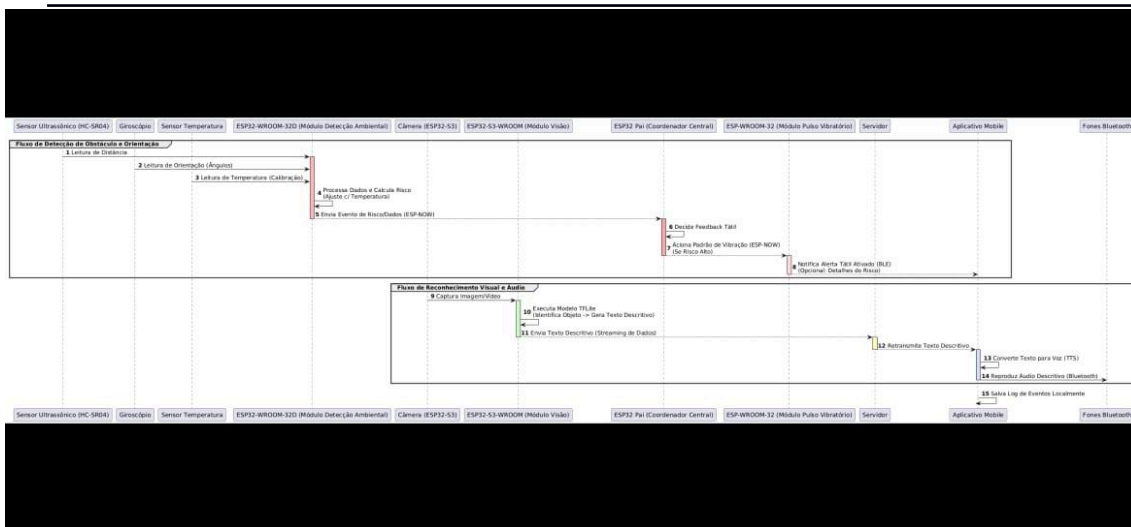 Sensor Ultrassônico (HC-SR04) Giroscópio Sensor Temperatura ESP32-WROOM-32D (Módulo Detecção Ambiental) Câmera (ESP32-S3) ESP32-S3-WROOM (Módulo Visão) ESP32 Pai (Coordenador Central) ESP-WROOM-32 (Módulo Pulso Vibratório) Servidor Aplicativo Mobile Fones Bluetooth
Fluxo de Detecção de Obstáculo e Orientação
1 Leitura de Distância
2 Leitura de Orientação (Ângulos)
3 Leitura de Temperatura (Calibração)
4 Processa Dados e Calcula Risco
(Ajuste c/ Temperatura)
5 Envia Evento de Risco/Dados (ESP-NOW)
6 Decide Feedback Tátil
7 Aciona Padrão de Vibração (ESP-NOW)
(Se Risco Alto)
8 Notifica Alerta Tátil Ativado (BLE)
(Opcional: Detalhes do Risco)
Fluxo de Reconhecimento Visual e Áudio
9 Captura Imagem/Vídeo
10 Executa Modelo TFLite
(Identifica Objeto -> Gera Texto Descritivo)
11 Envia Texto Descritivo (Streaming de Dados)
12 Retransmite Texto Descritivo
13 Converte Texto para Voz (TTS)
14 Reproduz Áudio Descritivo (Bluetooth)
15 Salva Log de Eventos Localmente
Sensor Ultrassônico (HC-SR04) Giroscópio Sensor Temperatura ESP32-WROOM-32D (Módulo Detecção Ambiental) Câmera (ESP32-S3) ESP32-S3-WROOM (Módulo Visão) ESP32 Pai (Coordenador Central) ESP-WROOM-32 (Módulo Pulso Vibratório) Servidor Aplicativo Mobile Fones Bluetooth